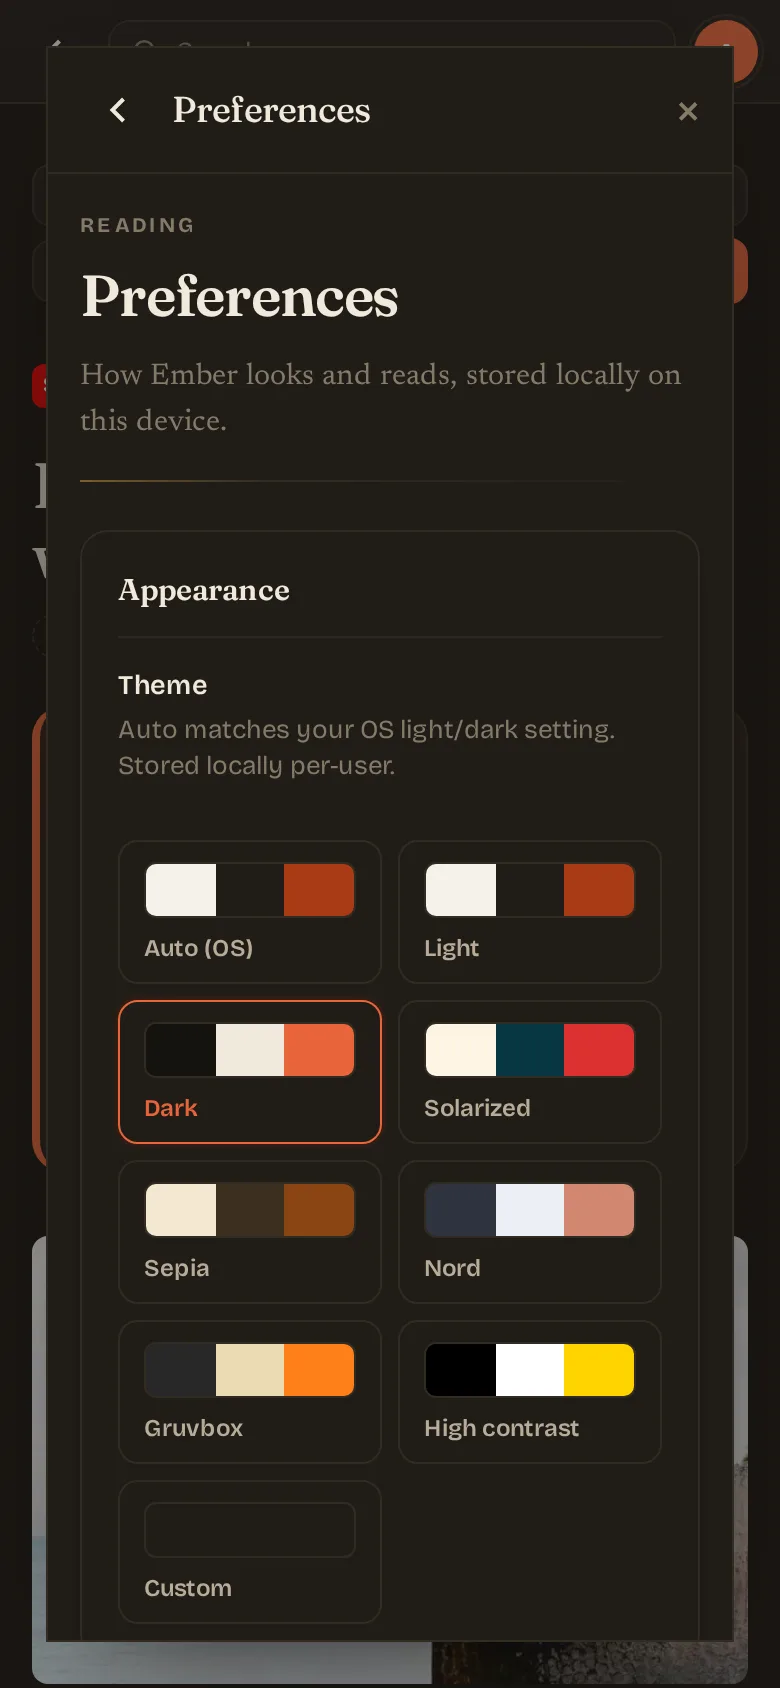 Preferences
×
READING
Preferences
How Ember looks and reads, stored locally on
this device.
Appearance
Theme
Auto matches your OS light/dark setting.
Stored locally per-user.
Auto (OS)
Light
Dark
Solarized
Sepia
Nord
Gruvbox
High contrast
Custom